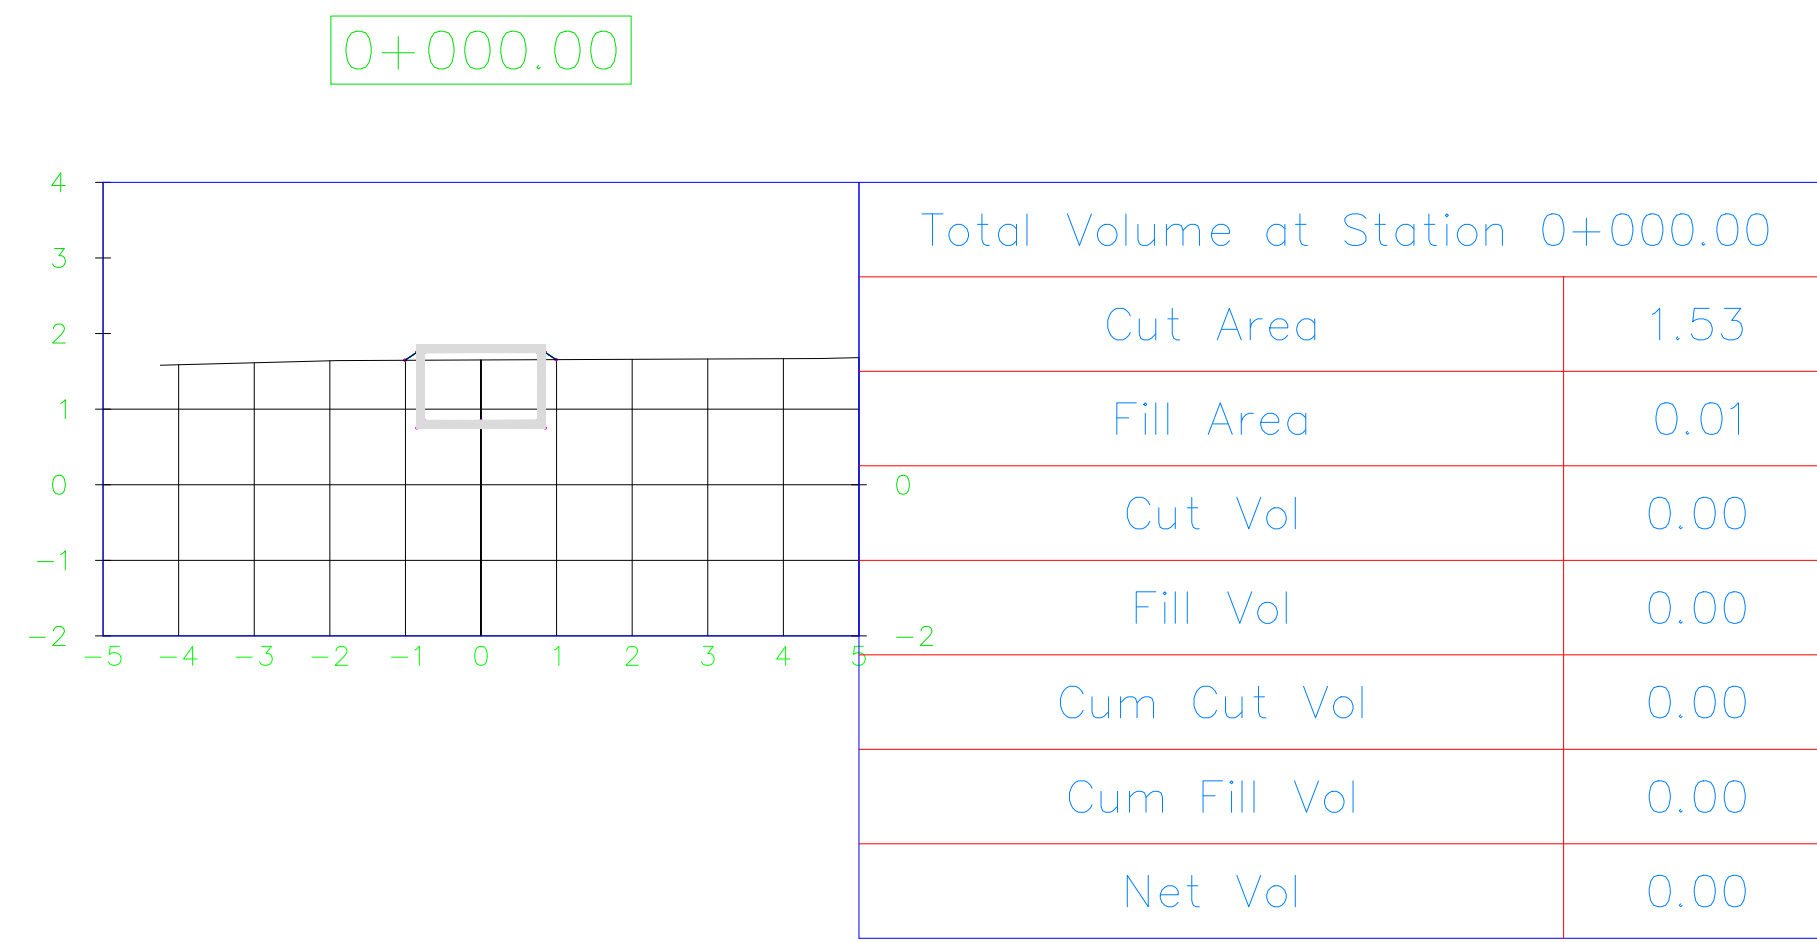 0+000.00
4
3
2
1
0
-1
-2
-5 -4 -3 -2 -1 0 1 2 3 4 5
0
-2
Total Volume at Station 0+000.00
Cut Area 1.53
Fill Area 0.01
Cut Vol 0.00
Fill Vol 0.00
Cum Cut Vol 0.00
Cum Fill Vol 0.00
Net Vol 0.00